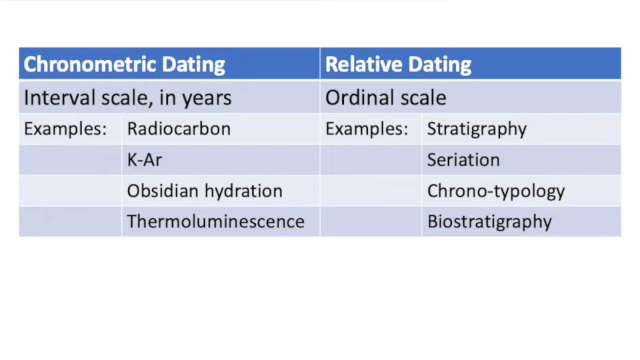 Chronometric Dating Relative Dating
Interval scale, in years Ordinal scale
Examples: Radiocarbon Examples: Stratigraphy
K-Ar Seriation
Obsidian hydration Chrono-typology
Thermoluminescence Biostratigraphy